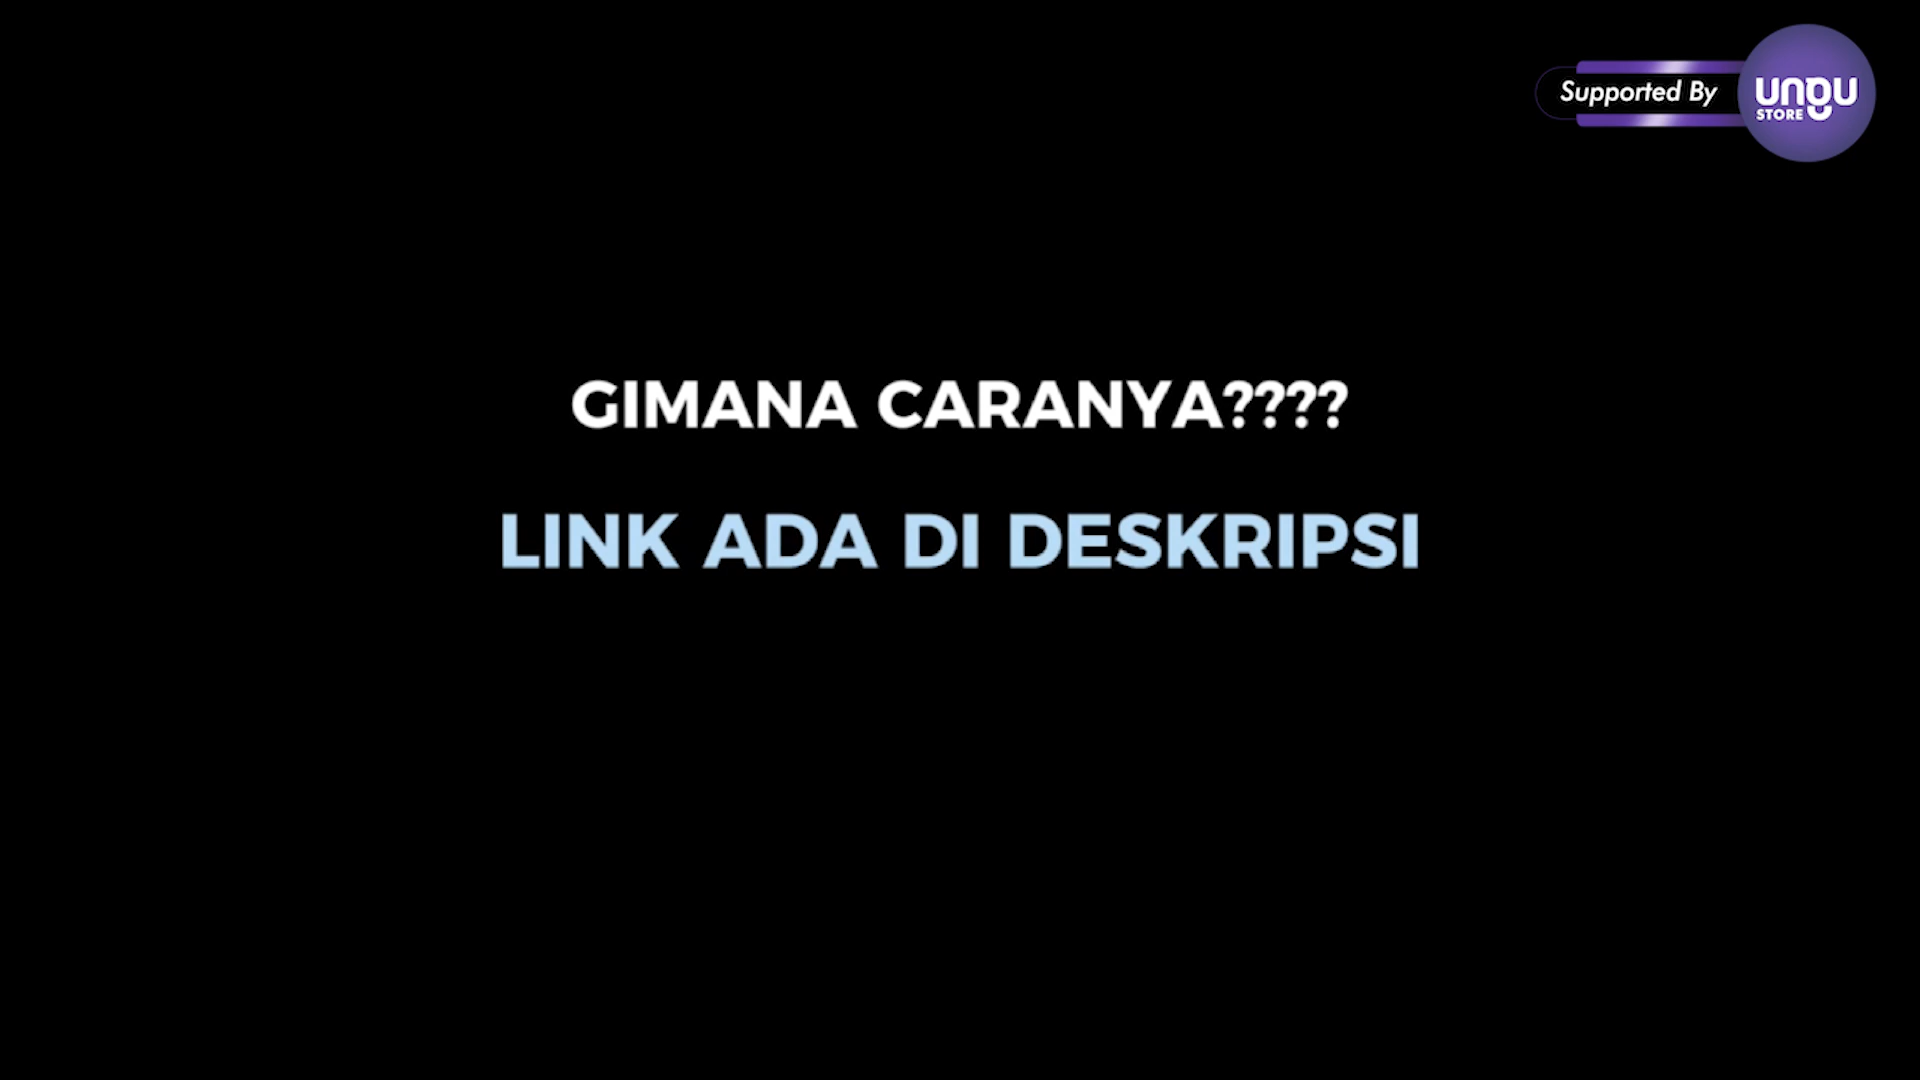 Supported By
UNGU
STORE
GIMANA CARANYA????
LINK ADA DI DESKRIPSI